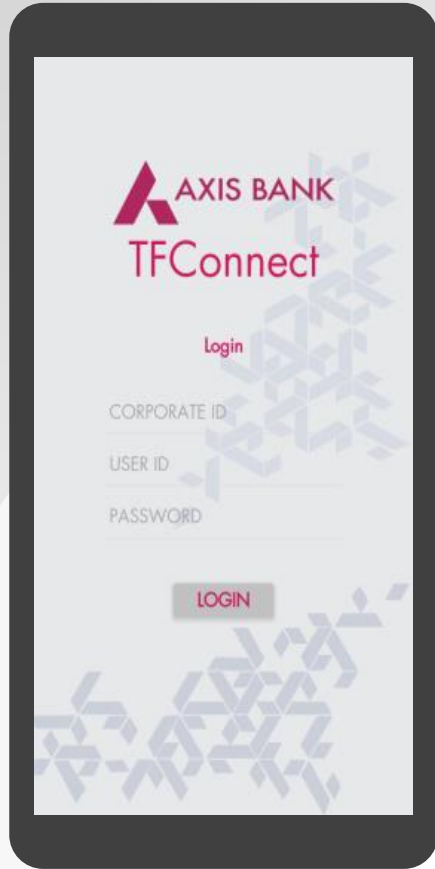 AXIS BANK
TFConnect
Login
CORPORATE ID
USER ID
PASSWORD
LOGIN